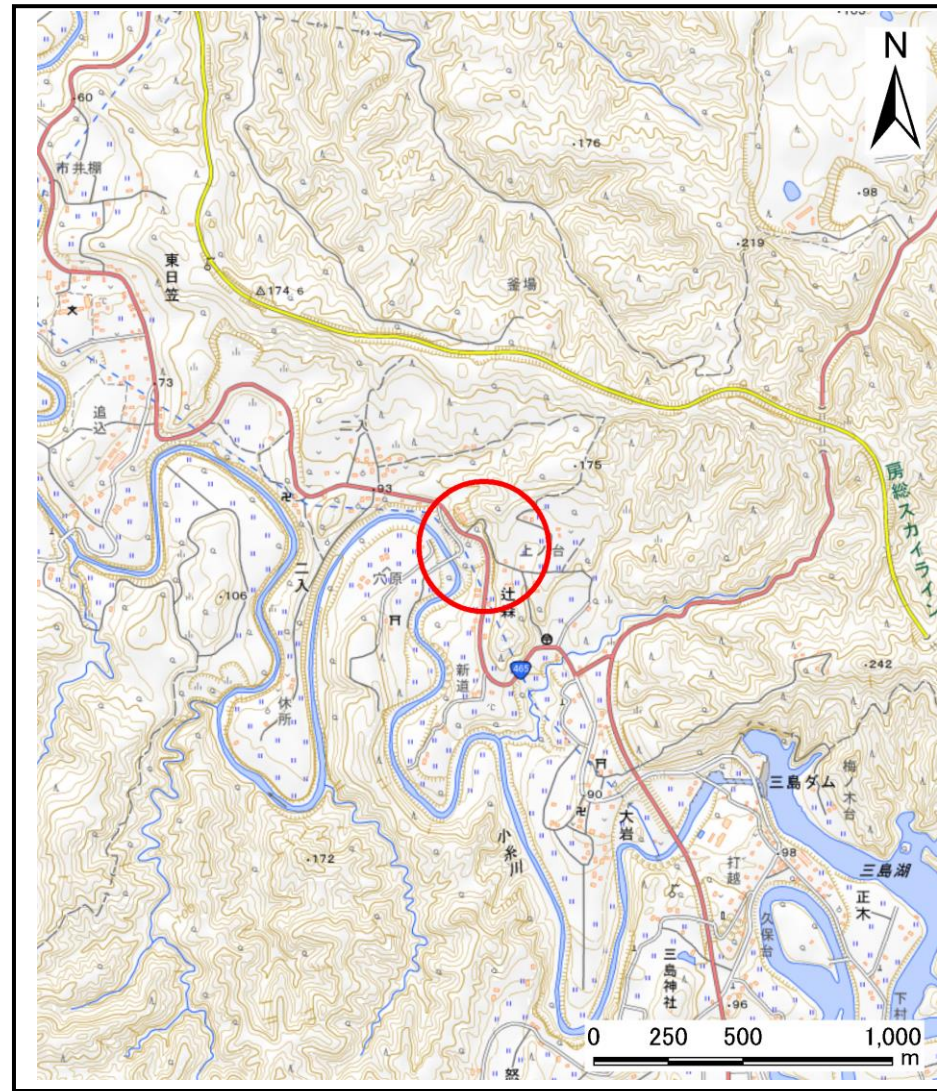 N
・60
市井棚
東日笠
△174.6
・176
・98
・219
釜場
・73
追込
二入
・93
・175
上ノ台
房総スカイライン
穴原
辻森
・106
二入
休所
新道
465
・242
・90
大岩
三島ダム
梅ノ木台
・172
小糸川
打越
・98
三島湖
正木
久保台
三島神社
・96
下村
0 250 500 1,000
m